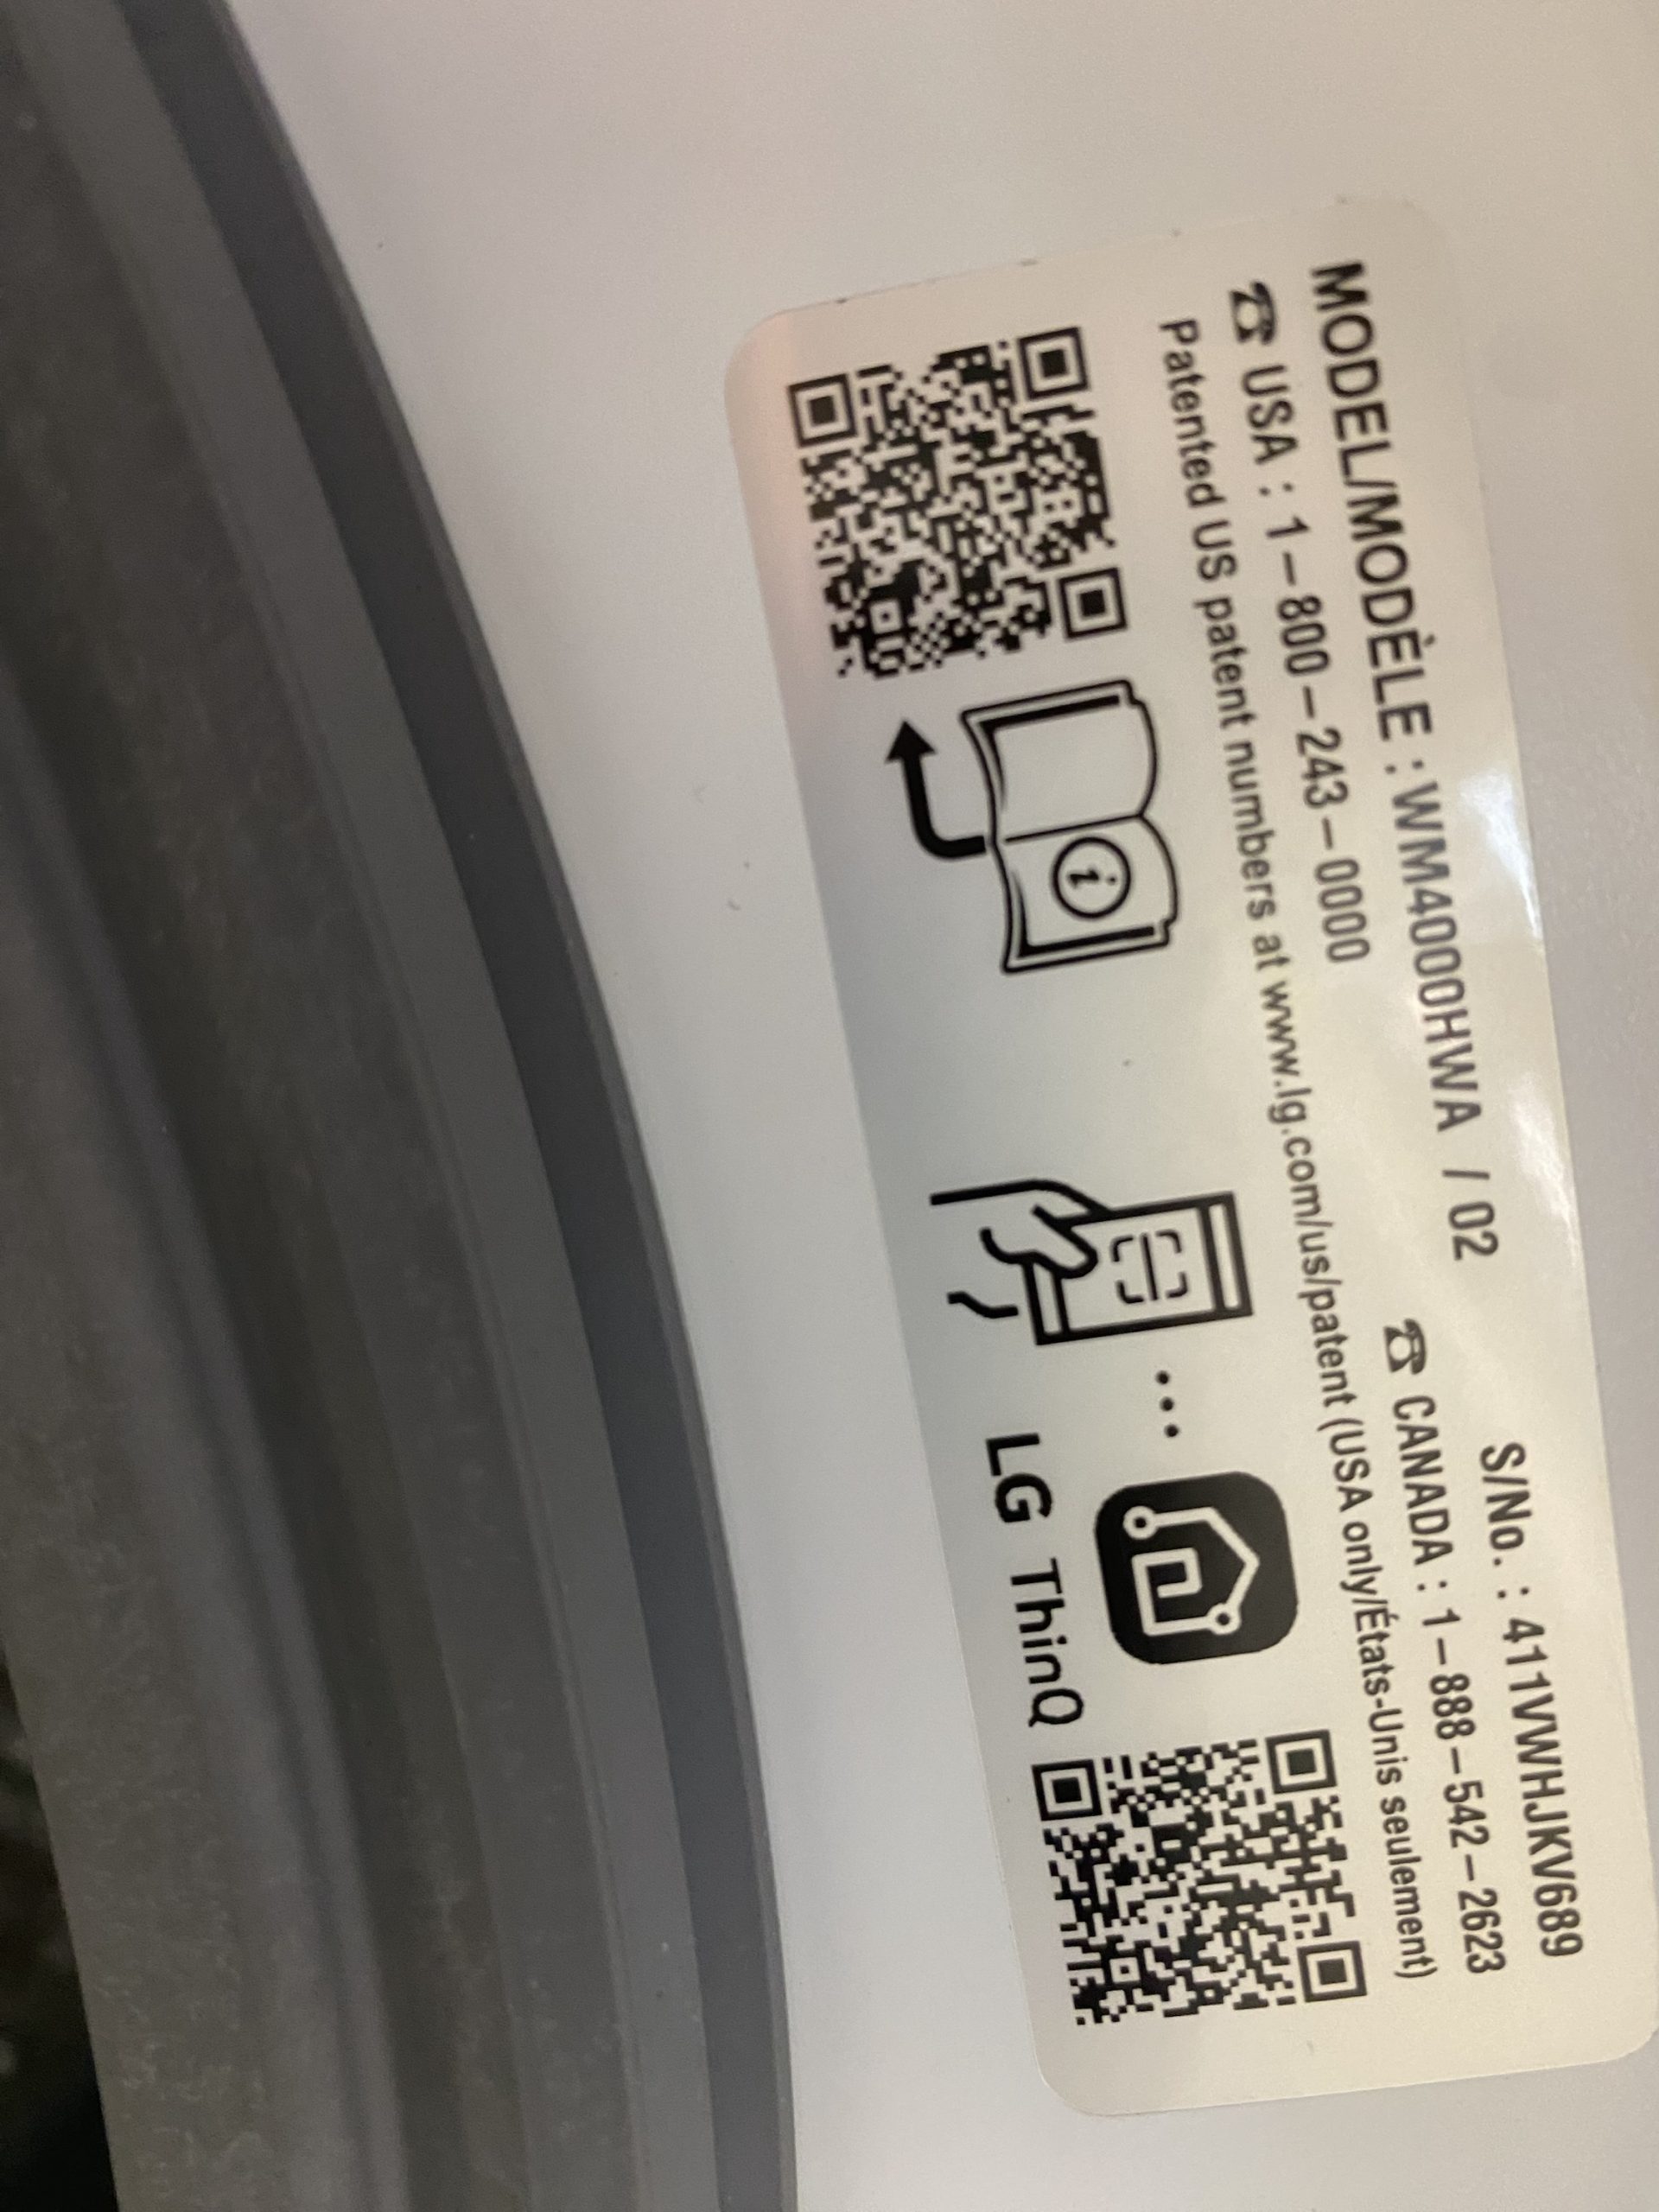 MODEL/MODÈLE : WM4000HWA / 02 S/No. : 411VWHJKV689
☎ USA : 1-800-243-0000 ☎ CANADA : 1-888-542-2623
Patented US patent numbers at www.lg.com/us/patent (USA only/États-Unis seulement)
i
LG ThinQ